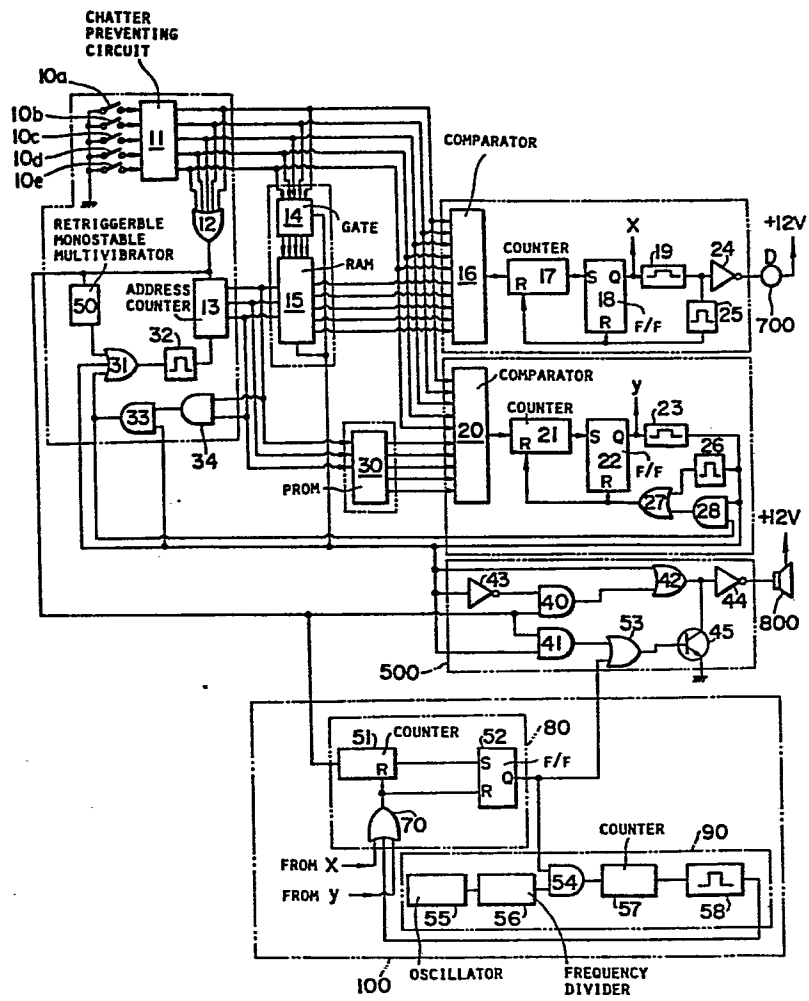 CHATTER
PREVENTING
CIRCUIT
10a
10b
10c
10d
10e
11
12
RETRIGGERBLE
MONOSTABLE
MULTIVIBRATOR
50
ADDRESS
COUNTER
13
14
GATE
RAM
15
31
32
33
34
PROM
30
COMPARATOR
16
COUNTER
17
R
S
Q
18
R
F/F
X
19
24
25
D
700
+12V
COMPARATOR
20
COUNTER
21
R
S
Q
22
R
F/F
y
23
26
27
28
+12V
43
40
42
44
800
41
53
45
500
51
COUNTER
R
52
S
Q
R
F/F
80
70
FROM X
FROM y
COUNTER
90
54
55
56
57
58
100
OSCILLATOR
FREQUENCY
DIVIDER